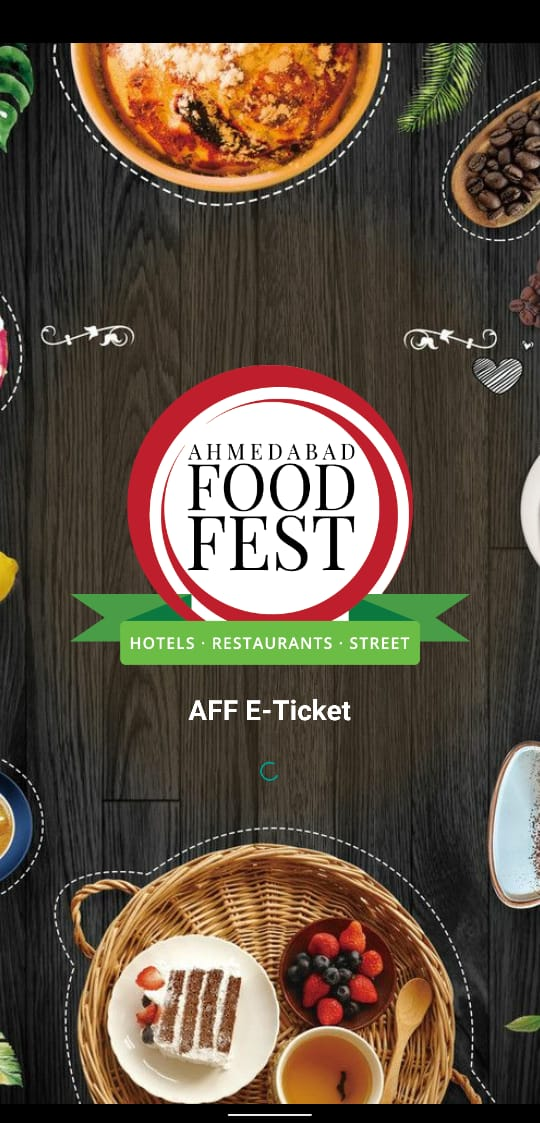 AHMEDABAD
FOOD
FEST
HOTELS · RESTAURANTS · STREET
AFF E-Ticket